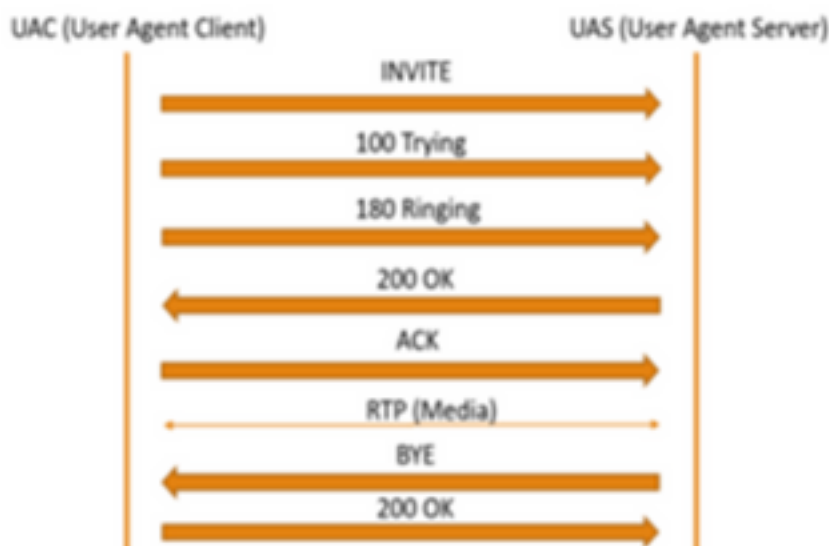 UAC (User Agent Client)
UAS (User Agent Server)
INVITE
100 Trying
180 Ringing
200 OK
ACK
RTP (Media)
BYE
200 OK